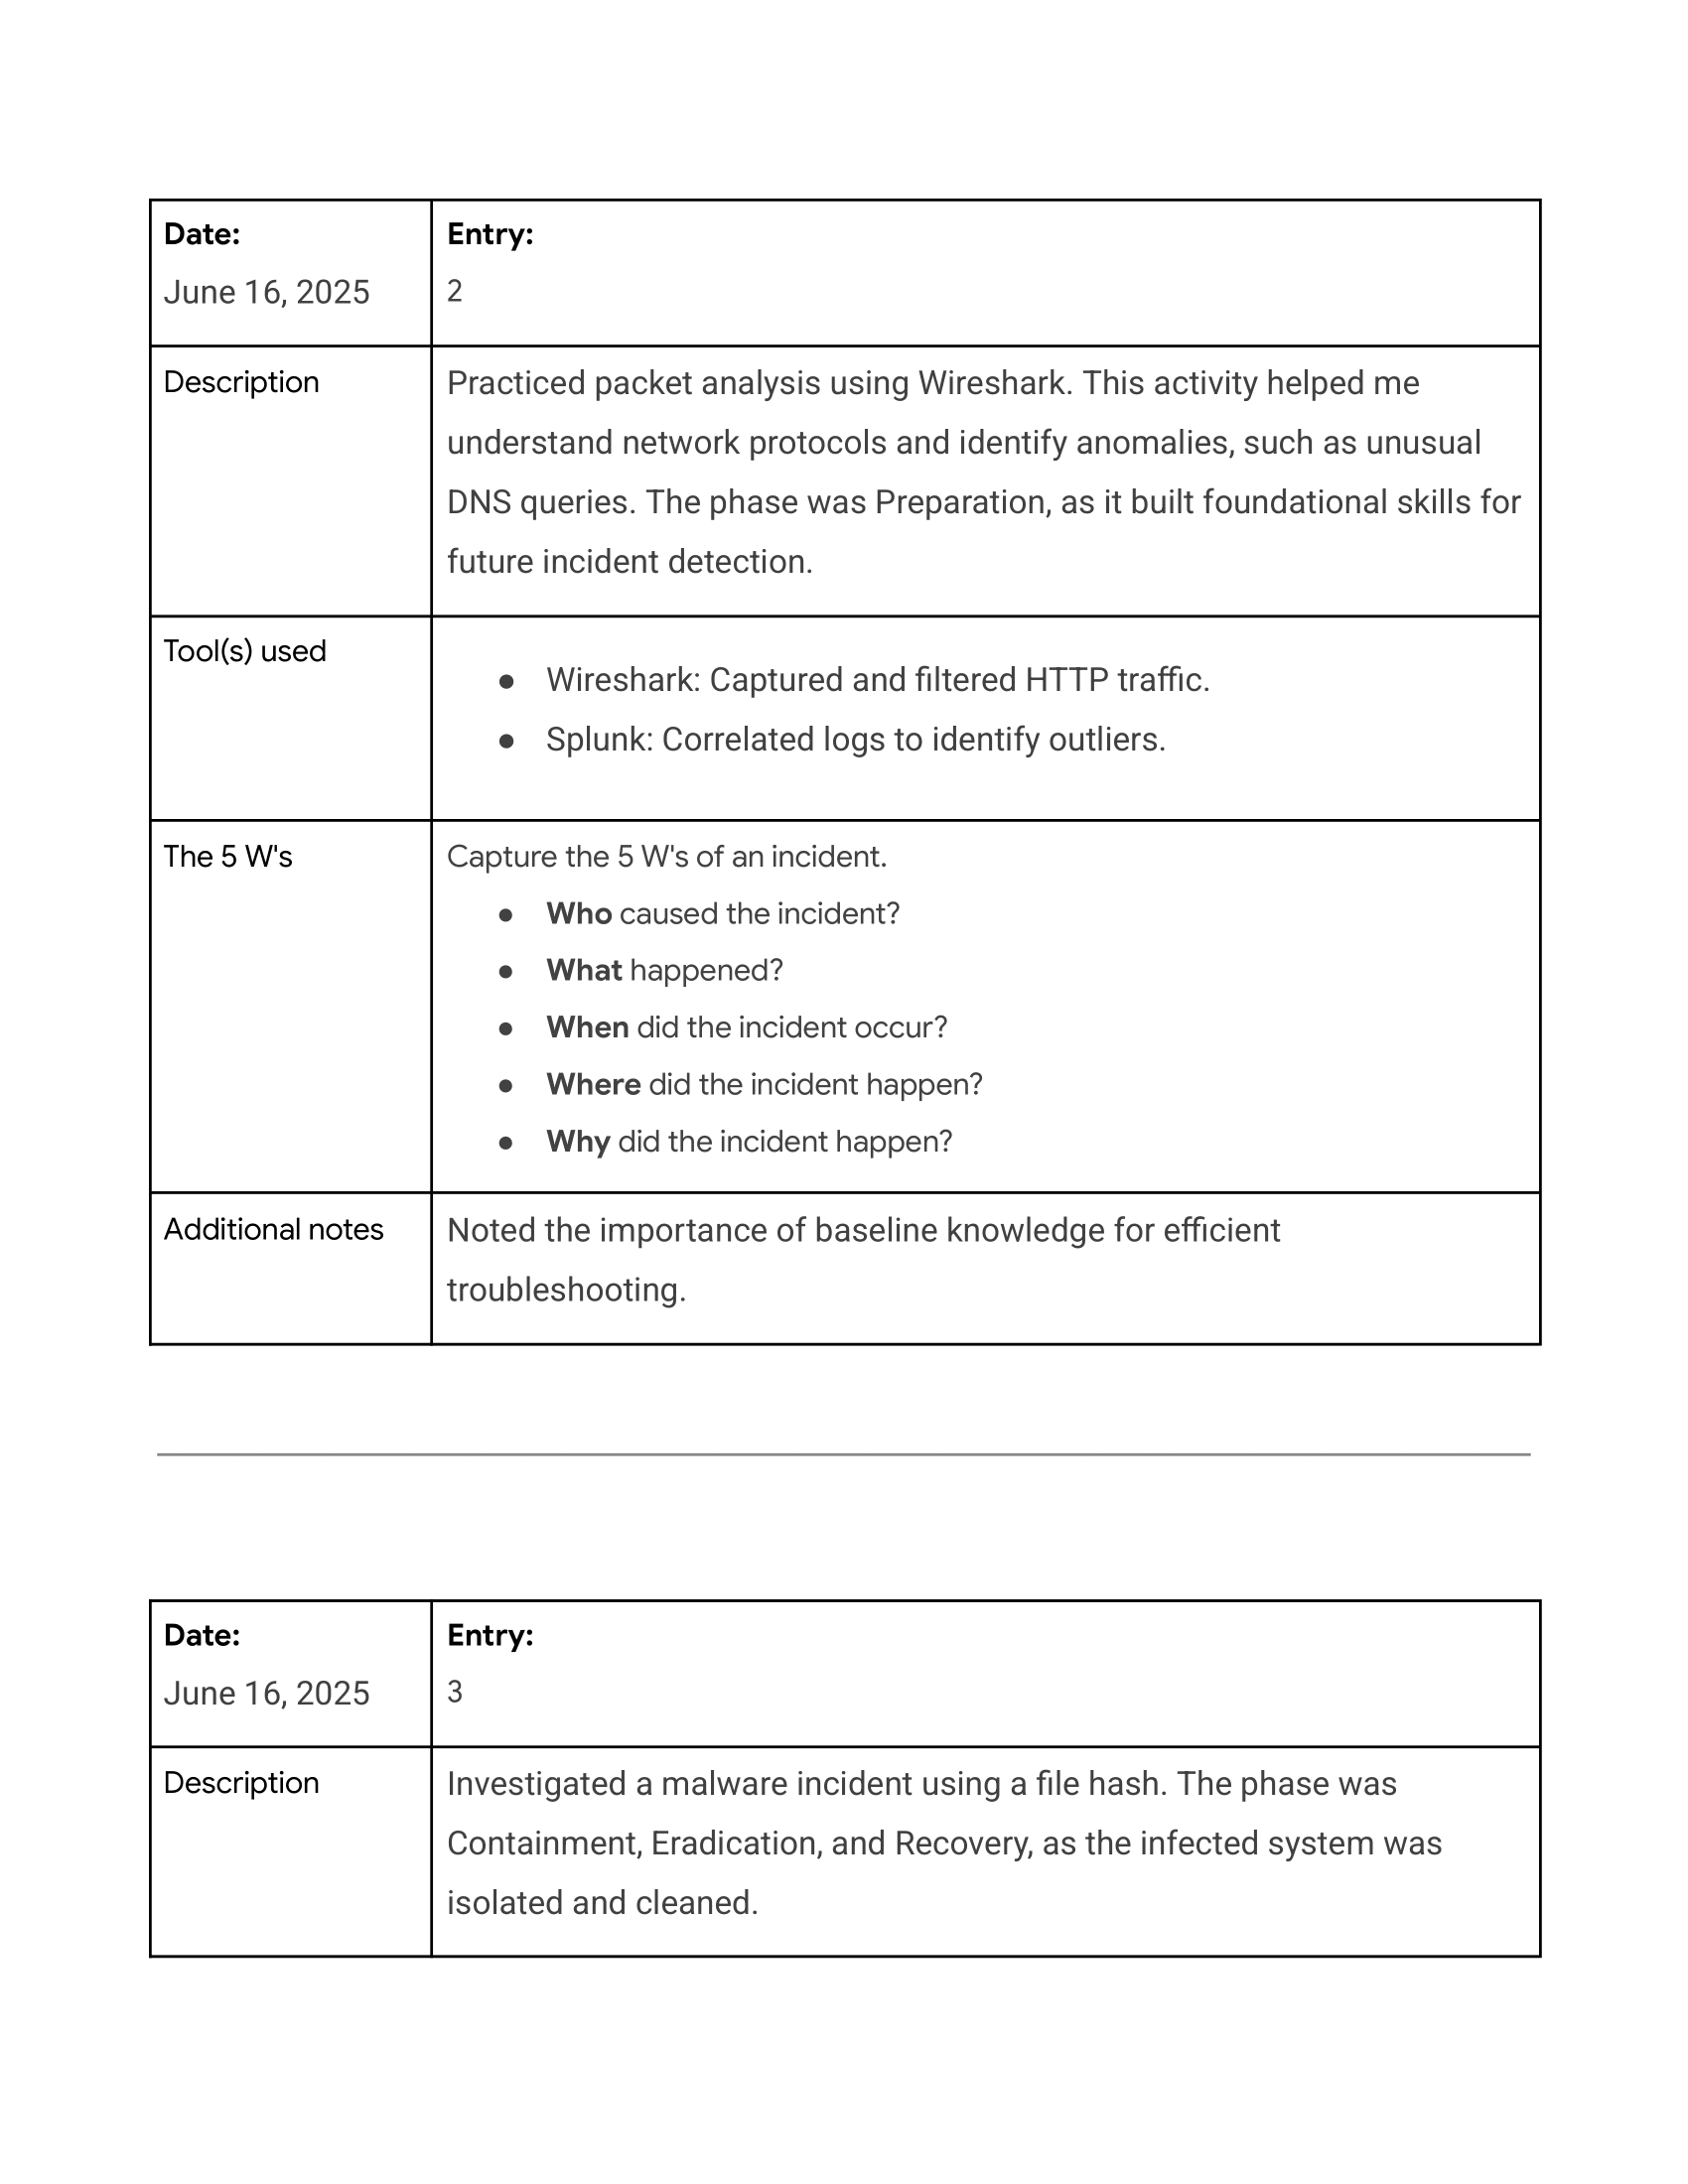 Date:
June 16, 2025
Entry:
2
Description
Practiced packet analysis using Wireshark. This activity helped me
understand network protocols and identify anomalies, such as unusual
DNS queries. The phase was Preparation, as it built foundational skills for
future incident detection.
Tool(s) used
● Wireshark: Captured and filtered HTTP traffic.
● Splunk: Correlated logs to identify outliers.
The 5 W's
Capture the 5 W's of an incident.
● Who caused the incident?
● What happened?
● When did the incident occur?
● Where did the incident happen?
● Why did the incident happen?
Additional notes
Noted the importance of baseline knowledge for efficient
troubleshooting.
Date:
June 16, 2025
Entry:
3
Description
Investigated a malware incident using a file hash. The phase was
Containment, Eradication, and Recovery, as the infected system was
isolated and cleaned.